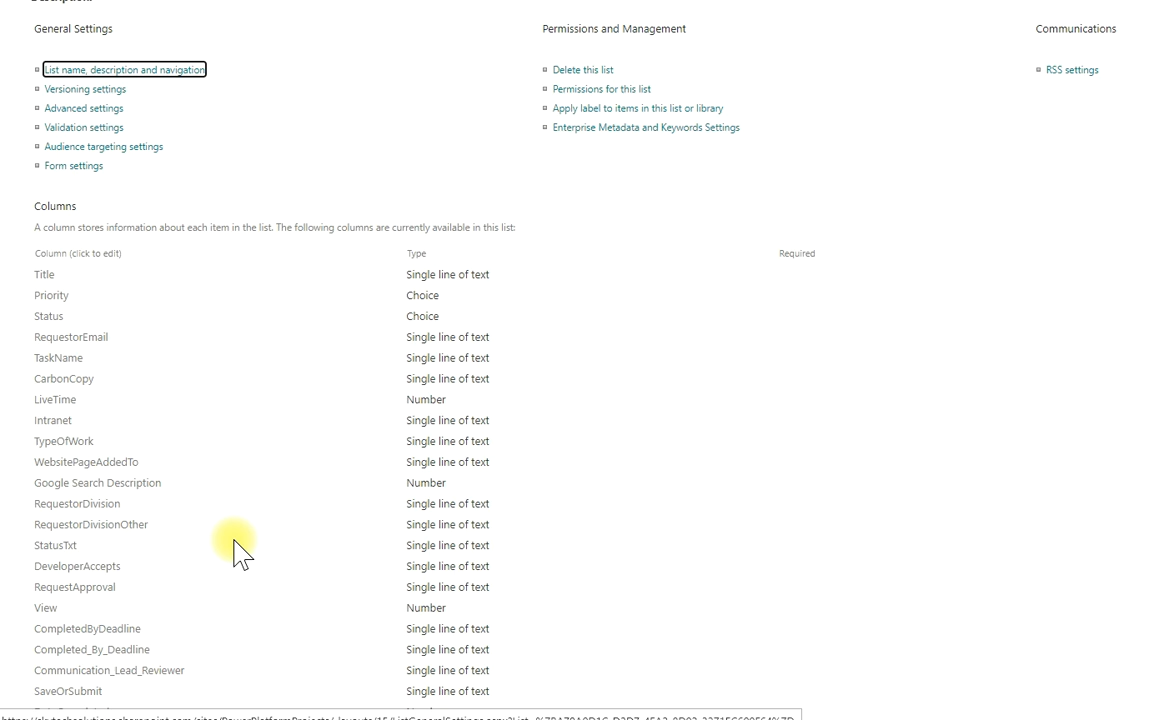 General Settings
Permissions and Management
Communications
List name, description and navigation
Delete this list
RSS settings
Versioning settings
Permissions for this list
Advanced settings
Apply label to items in this list or library
Validation settings
Enterprise Metadata and Keywords Settings
Audience targeting settings
Form settings
Columns
A column stores information about each item in the list. The following columns are currently available in this list:
Column (click to edit) Type Required
Title Single line of text
Priority Choice
Status Choice
RequestorEmail Single line of text
TaskName Single line of text
CarbonCopy Single line of text
LiveTime Number
Intranet Single line of text
TypeOfWork Single line of text
WebsitePageAddedTo Single line of text
Google Search Description Number
RequestorDivision Single line of text
RequestorDivisionOther Single line of text
StatusTxt Single line of text
DeveloperAccepts Single line of text
RequestApproval Single line of text
View Number
CompletedByDeadline Single line of text
Completed_By_Deadline Single line of text
Communication_Lead_Reviewer Single line of text
SaveOrSubmit Single line of text